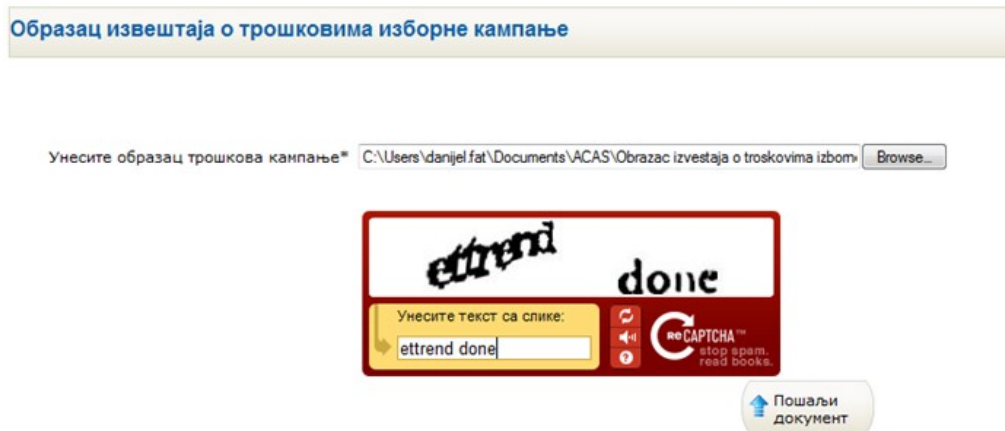 Образац извештаја о трошковима изборне кампање
Унесите образац трошкова кампање* C:\Users\danijel.fat\Documents\ACAS\Obrazac izvestaja o troskovima izborn Browse...
ettrend done
Унесите текст са слике:
ettrend done
reCAPTCHA™
stop spam.
read books.
Пошаљи
документ